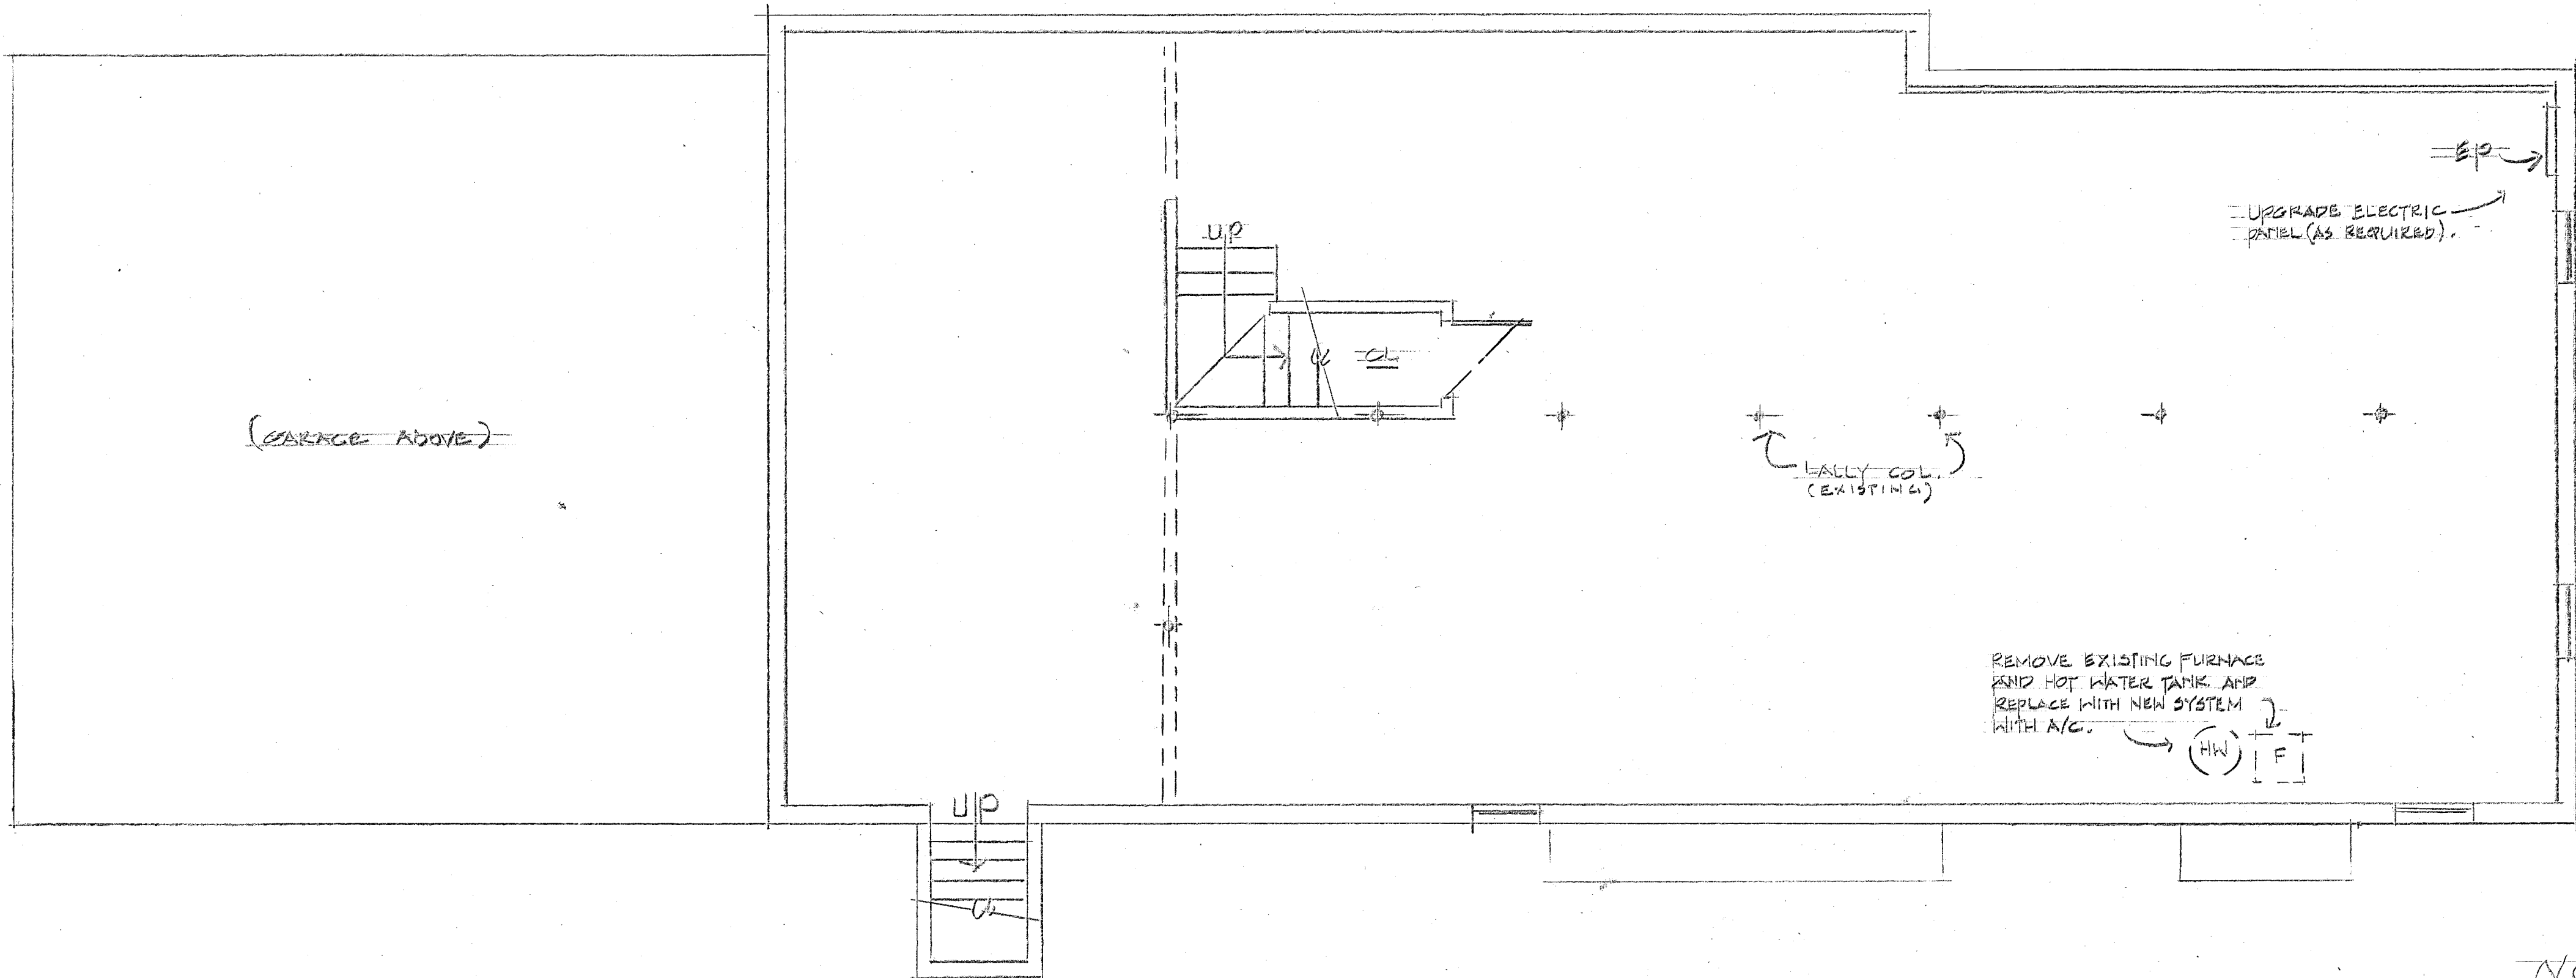 EP
UPGRADE ELECTRIC
PANEL (AS REQUIRED).
UP
CL
(GARAGE ABOVE)
LALLY COL.
(EXISTING)
REMOVE EXISTING FURNACE
AND HOT WATER TANK AND
REPLACE WITH NEW SYSTEM
WITH A/C.
HW
F
UP